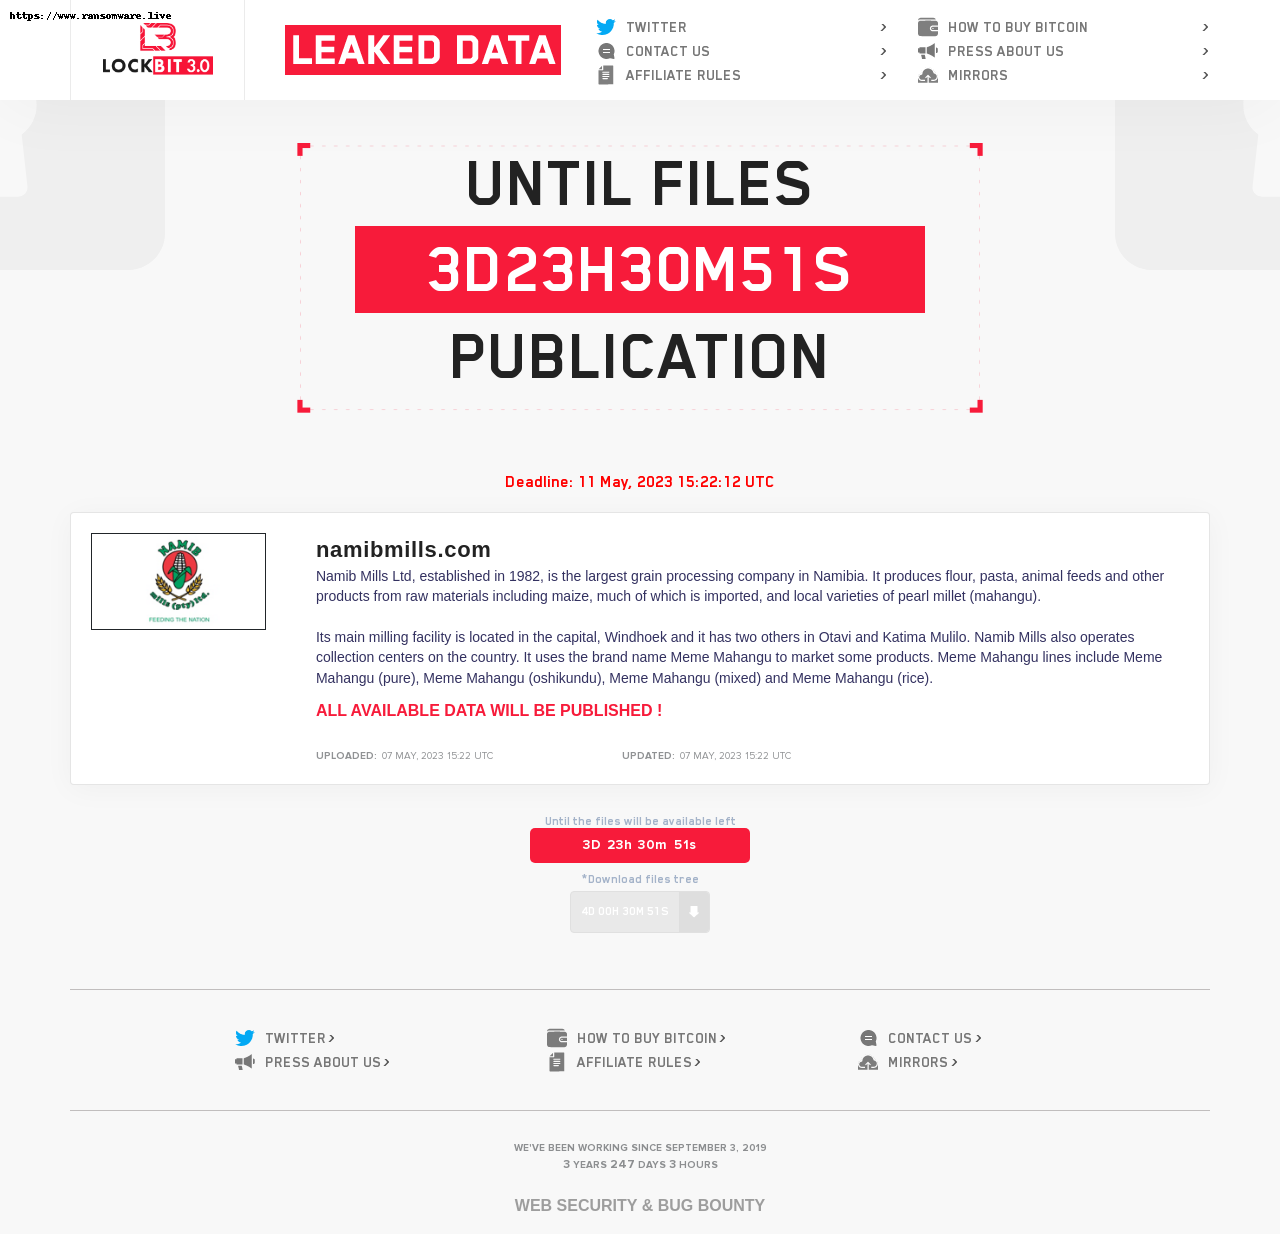 https://www.ransomware.live
LOCKBIT 3.0
LEAKED DATA
TWITTER >
CONTACT US >
AFFILIATE RULES >
HOW TO BUY BITCOIN >
PRESS ABOUT US >
MIRRORS >
UNTIL FILES
3D23H30M51S
PUBLICATION
Deadline: 11 May, 2023 15:22:12 UTC
NAMIB
mills (pty) ltd.
FEEDING THE NATION
namibmills.com
Namib Mills Ltd, established in 1982, is the largest grain processing company in Namibia. It produces flour, pasta, animal feeds and other
products from raw materials including maize, much of which is imported, and local varieties of pearl millet (mahangu).
Its main milling facility is located in the capital, Windhoek and it has two others in Otavi and Katima Mulilo. Namib Mills also operates
collection centers on the country. It uses the brand name Meme Mahangu to market some products. Meme Mahangu lines include Meme
Mahangu (pure), Meme Mahangu (oshikundu), Meme Mahangu (mixed) and Meme Mahangu (rice).
ALL AVAILABLE DATA WILL BE PUBLISHED !
UPLOADED: 07 MAY, 2023 15:22 UTC
UPDATED: 07 MAY, 2023 15:22 UTC
Until the files will be available left
3D 23h 30m 51s
*Download files tree
4D 00H 30M 51S
TWITTER >
PRESS ABOUT US >
HOW TO BUY BITCOIN >
AFFILIATE RULES >
CONTACT US >
MIRRORS >
WE'VE BEEN WORKING SINCE SEPTEMBER 3, 2019
3 YEARS 247 DAYS 3 HOURS
WEB SECURITY & BUG BOUNTY